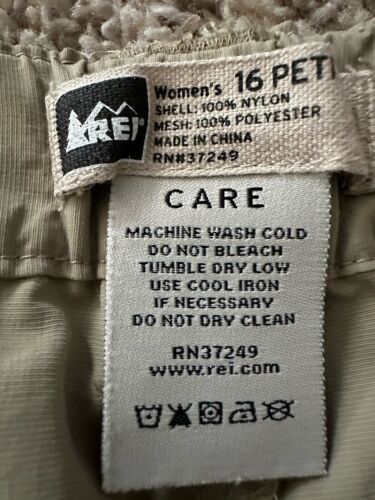 REI
Women's 16 PET
SHELL: 100% NYLON
MESH: 100% POLYESTER
MADE IN CHINA
RN#37249
CARE
MACHINE WASH COLD
DO NOT BLEACH
TUMBLE DRY LOW
USE COOL IRON
IF NECESSARY
DO NOT DRY CLEAN
RN37249
www.rei.com